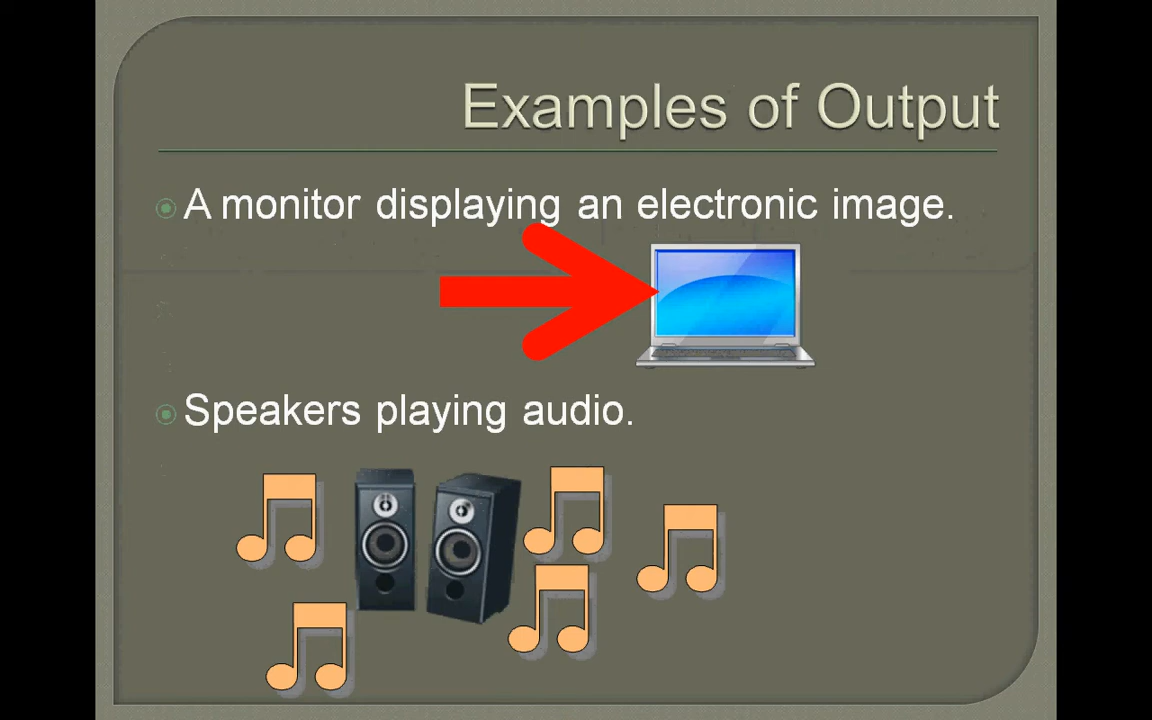 Examples of Output
A monitor displaying an electronic image.
Speakers playing audio.